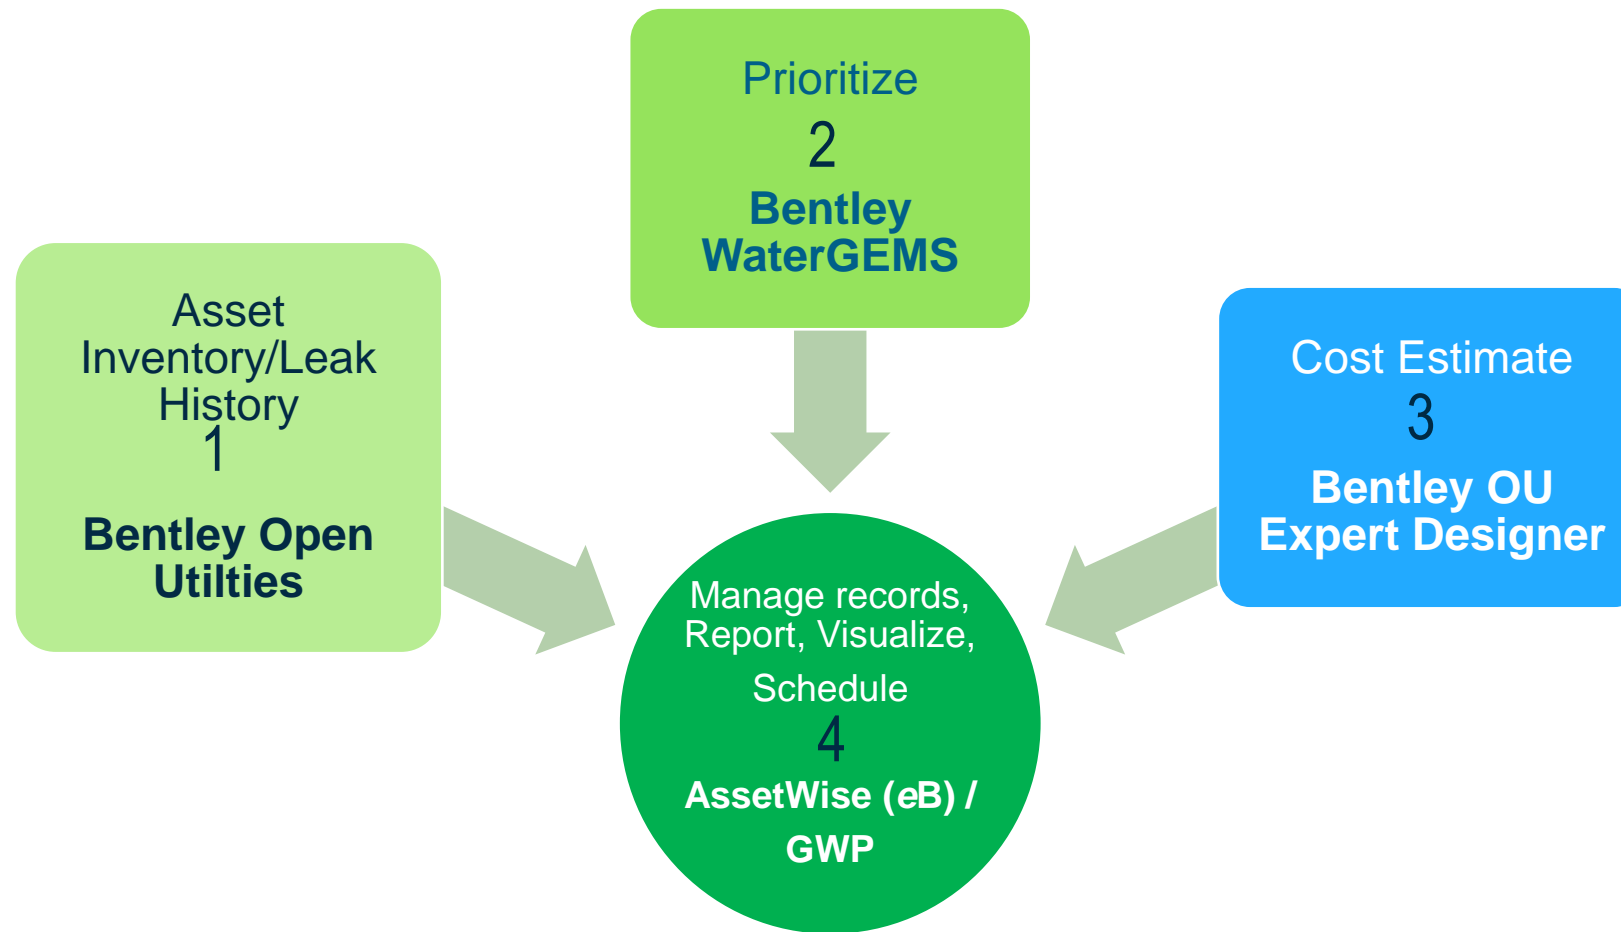 Prioritize
2
Bentley
WaterGEMS
Asset
Inventory/Leak
History
1
Bentley Open
Utilties
Cost Estimate
3
Bentley OU
Expert Designer
Manage records,
Report, Visualize,
Schedule
4
AssetWise (eB) /
GWP